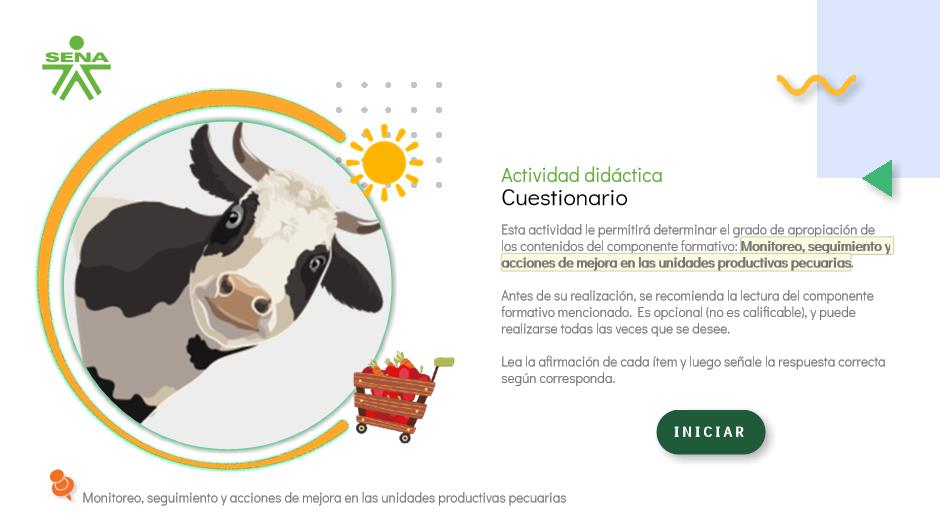 SENA
Actividad didáctica
Cuestionario
Esta actividad le permitirá determinar el grado de apropiación de
los contenidos del componente formativo: Monitoreo, seguimiento y
acciones de mejora en las unidades productivas pecuarias.
Antes de su realización, se recomienda la lectura del componente
formativo mencionado. Es opcional (no es calificable), y puede
realizarse todas las veces que se desee.
Lea la afirmación de cada ítem y luego señale la respuesta correcta
según corresponda.
INICIAR
Monitoreo, seguimiento y acciones de mejora en las unidades productivas pecuarias